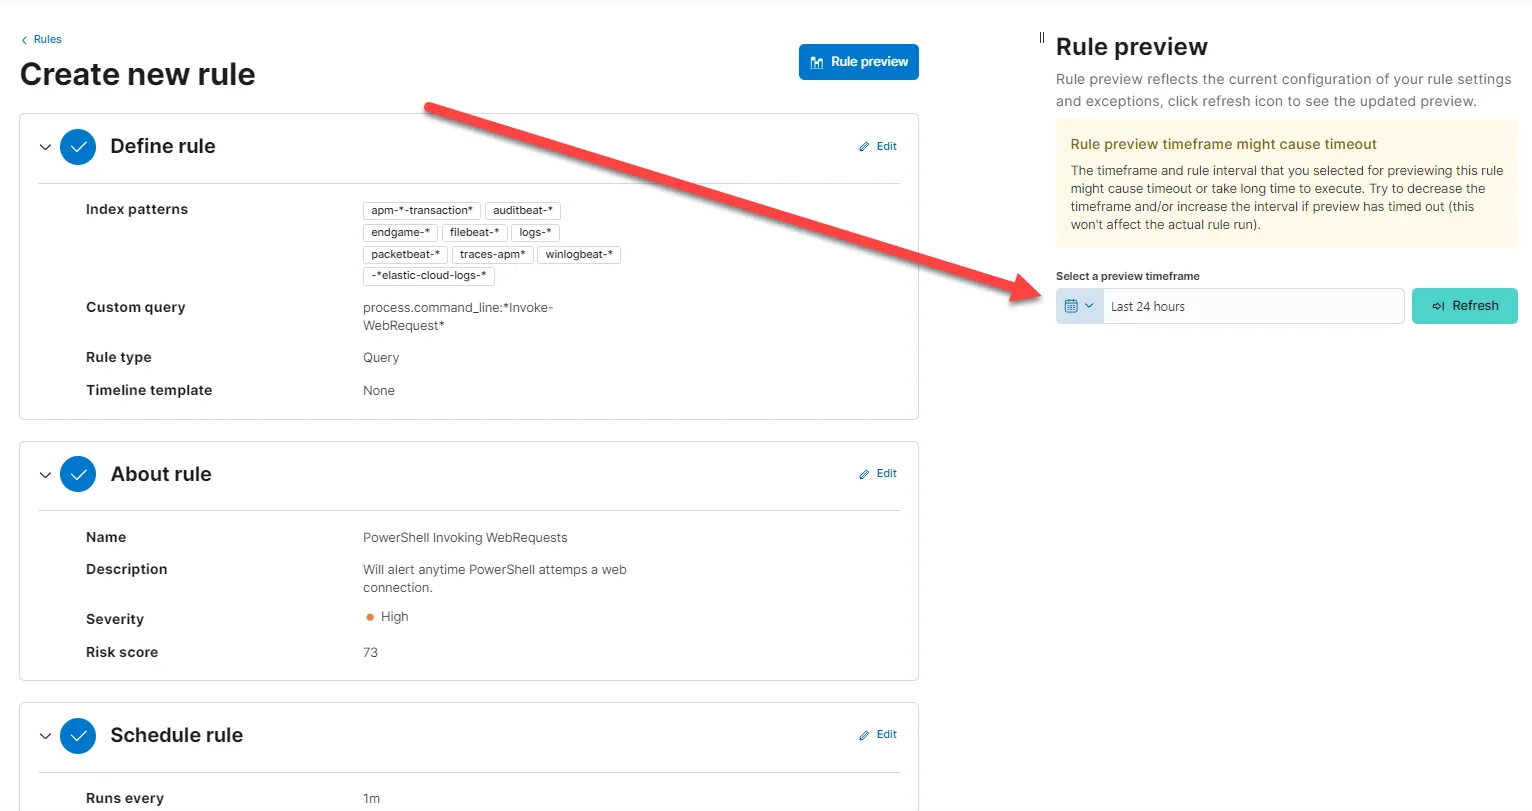 Rules
Create new rule
Rule preview
Define rule
Edit
Index patterns
apm-*-transaction* auditbeat-*
endgame-* filebeat-* logs-*
packetbeat-* traces-apm* winlogbeat-*
-*elastic-cloud-logs-*
Custom query
process.command_line:*Invoke-
WebRequest*
Rule type
Query
Timeline template
None
About rule
Edit
Name
PowerShell Invoking WebRequests
Description
Will alert anytime PowerShell attemps a web
connection.
Severity
High
Risk score
73
Schedule rule
Edit
Runs every
1m
Rule preview
Rule preview reflects the current configuration of your rule settings
and exceptions, click refresh icon to see the updated preview.
Rule preview timeframe might cause timeout
The timeframe and rule interval that you selected for previewing this rule
might cause timeout or take long time to execute. Try to decrease the
timeframe and/or increase the interval if preview has timed out (this
won't affect the actual rule run).
Select a preview timeframe
Last 24 hours
Refresh